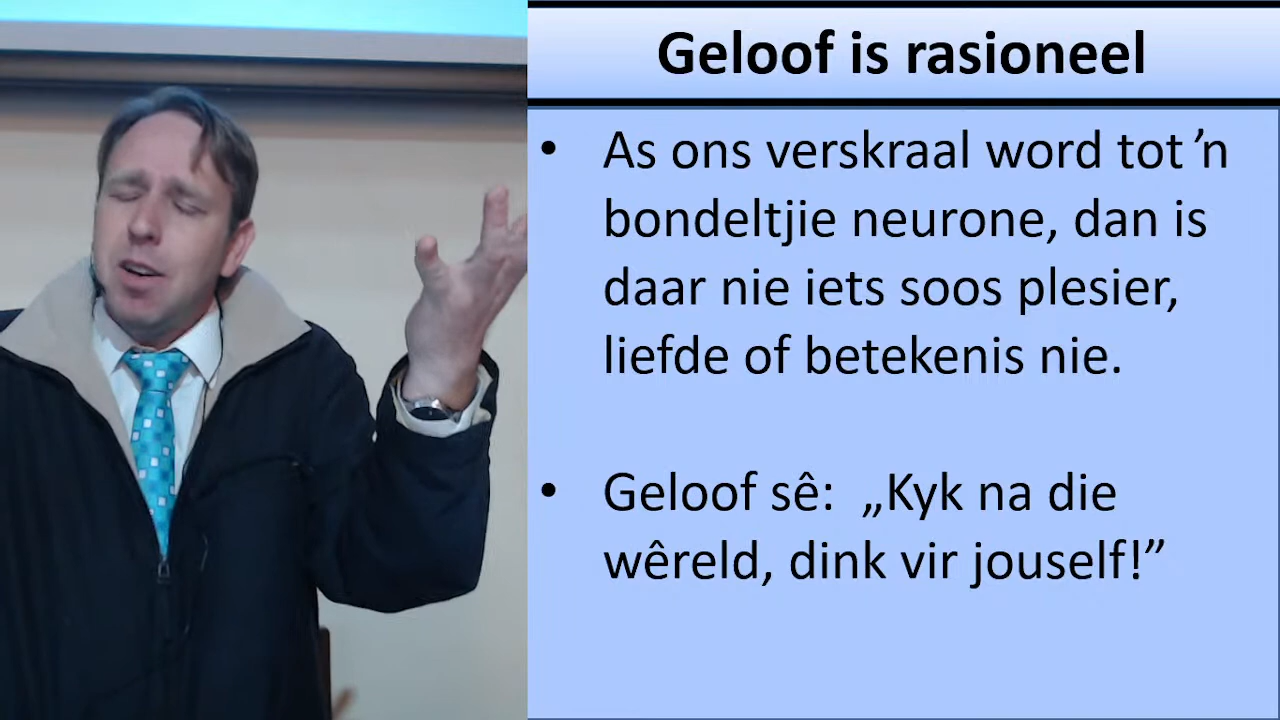 Geloof is rasioneel
• As ons verskraal word tot ’n
bondeltjie neurone, dan is
daar nie iets soos plesier,
liefde of betekenis nie.
• Geloof sê:  „Kyk na die
wêreld, dink vir jouself!”